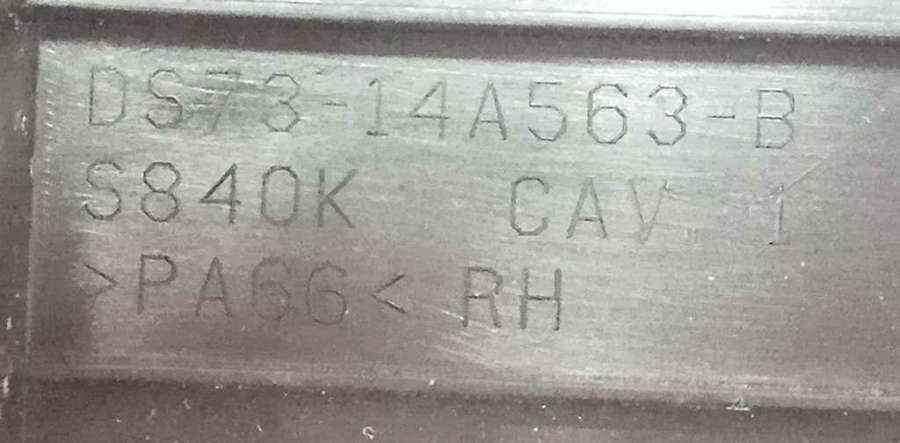 DS73-14A563-B
S840K CAV 1
>PA66< RH